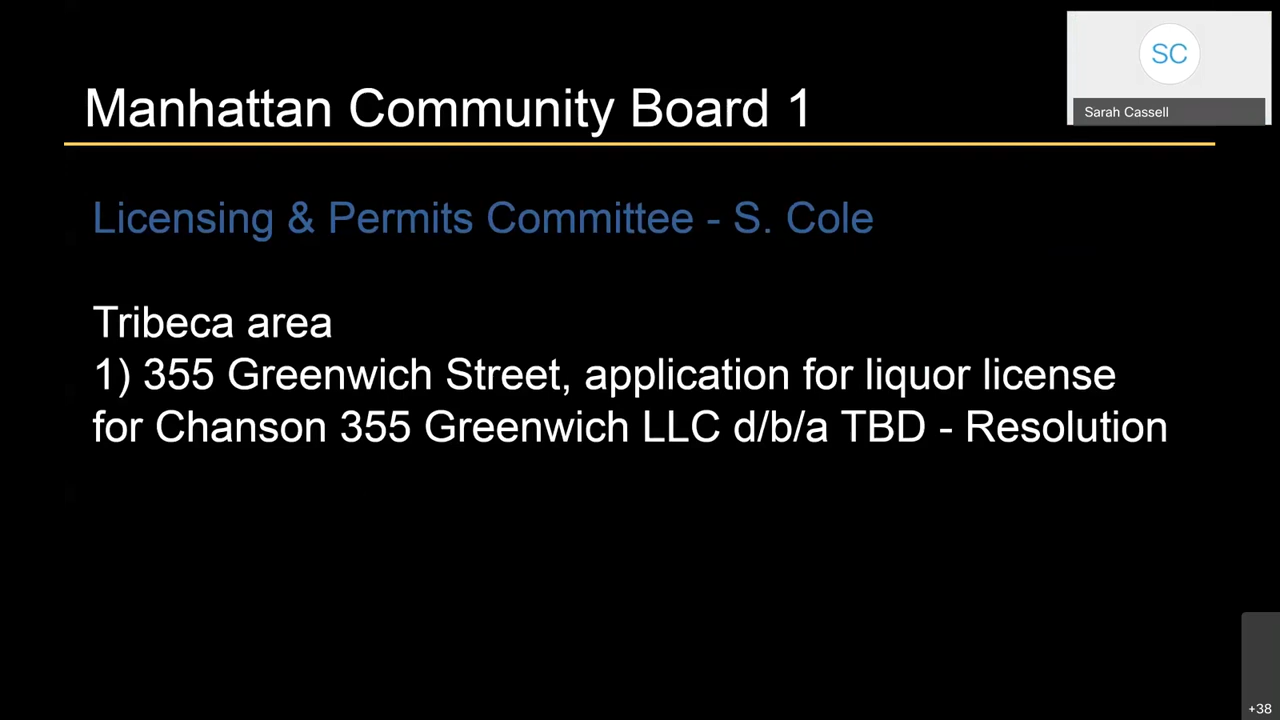 Manhattan Community Board 1
SC
Sarah Cassell
Licensing & Permits Committee - S. Cole
Tribeca area
1) 355 Greenwich Street, application for liquor license
for Chanson 355 Greenwich LLC d/b/a TBD - Resolution
+38